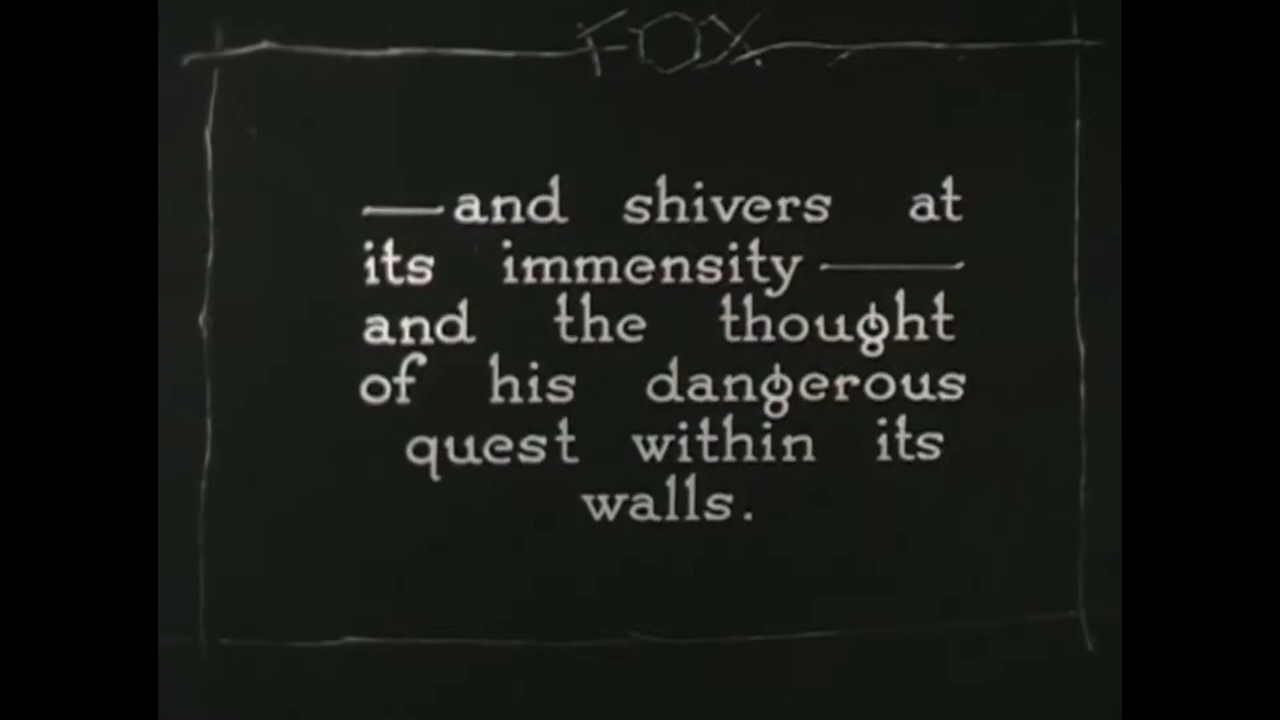 FOX
—and shivers at
its immensity——
and the thought
of his dangerous
quest within its
walls.